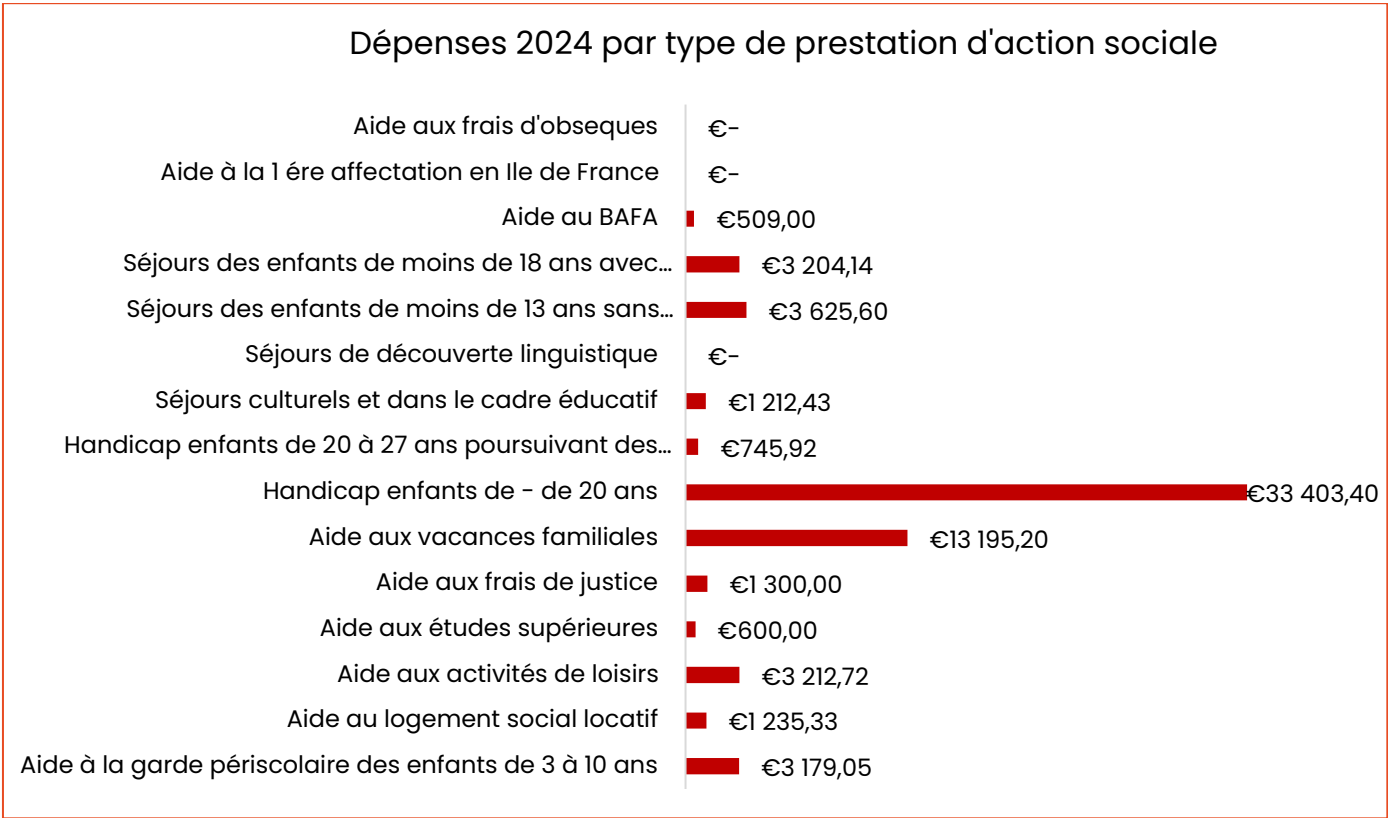 Dépenses 2024 par type de prestation d'action sociale
Aide aux frais d'obseques €-
Aide à la 1 ére affectation en Ile de France €-
Aide au BAFA €509,00
Séjours des enfants de moins de 18 ans avec… €3 204,14
Séjours des enfants de moins de 13 ans sans… €3 625,60
Séjours de découverte linguistique €-
Séjours culturels et dans le cadre éducatif €1 212,43
Handicap enfants de 20 à 27 ans poursuivant des… €745,92
Handicap enfants de - de 20 ans €33 403,40
Aide aux vacances familiales €13 195,20
Aide aux frais de justice €1 300,00
Aide aux études supérieures €600,00
Aide aux activités de loisirs €3 212,72
Aide au logement social locatif €1 235,33
Aide à la garde périscolaire des enfants de 3 à 10 ans €3 179,05